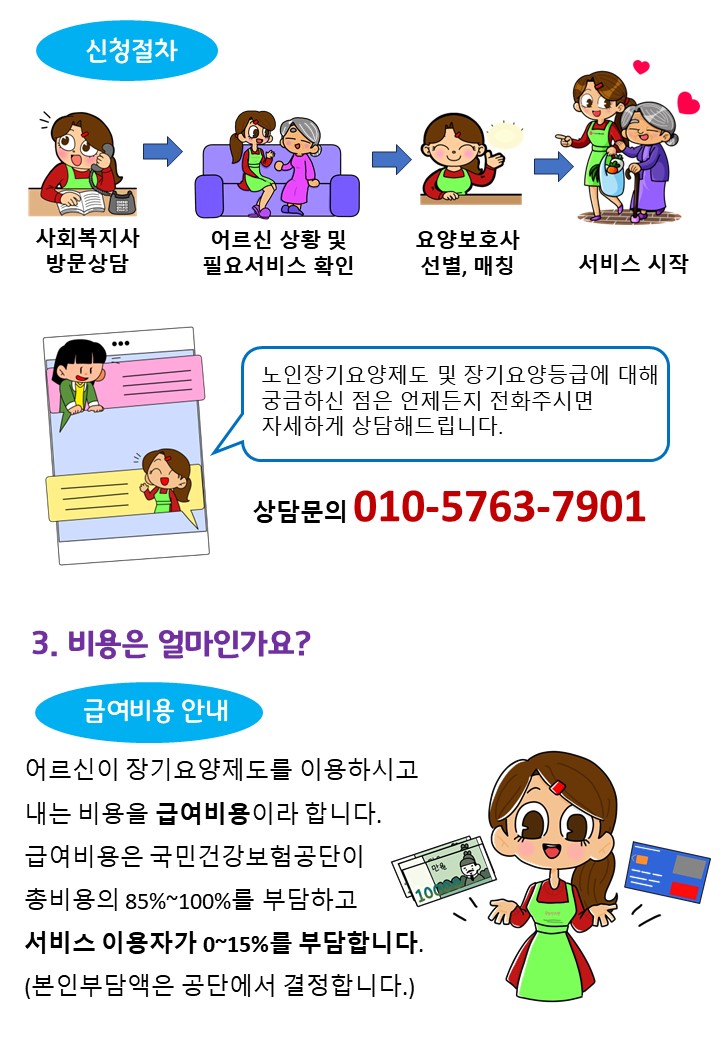 신청절차
사회복지사
방문상담
어르신 상황 및
필요서비스 확인
요양보호사
선별, 매칭
서비스 시작
노인장기요양제도 및 장기요양등급에 대해
궁금하신 점은 언제든지 전화주시면
자세하게 상담해드립니다.
상담문의 010-5763-7901
3. 비용은 얼마인가요?
급여비용 안내
어르신이 장기요양제도를 이용하시고
내는 비용을 급여비용이라 합니다.
급여비용은 국민건강보험공단이
총비용의 85%~100%를 부담하고
서비스 이용자가 0~15%를 부담합니다.
(본인부담액은 공단에서 결정합니다.)
만원